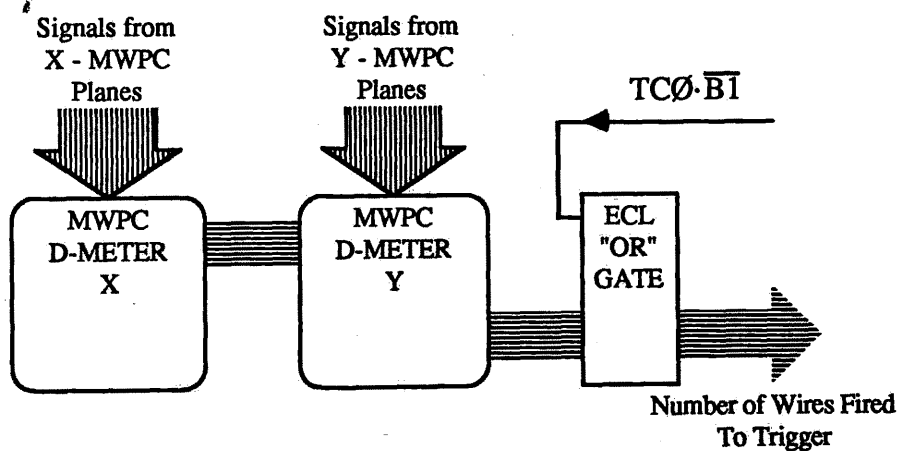 Signals from
X - MWPC
Planes
Signals from
Y - MWPC
Planes
TCØ·B̅1̅
MWPC
D-METER
X
MWPC
D-METER
Y
ECL
"OR"
GATE
Number of Wires Fired
To Trigger